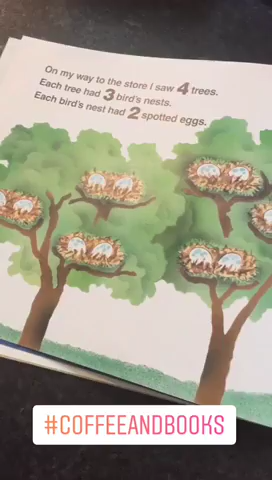 On my way to the store I saw 4 trees.
Each tree had 3 bird's nests.
Each bird's nest had 2 spotted eggs.
#COFFEEANDBOOKS